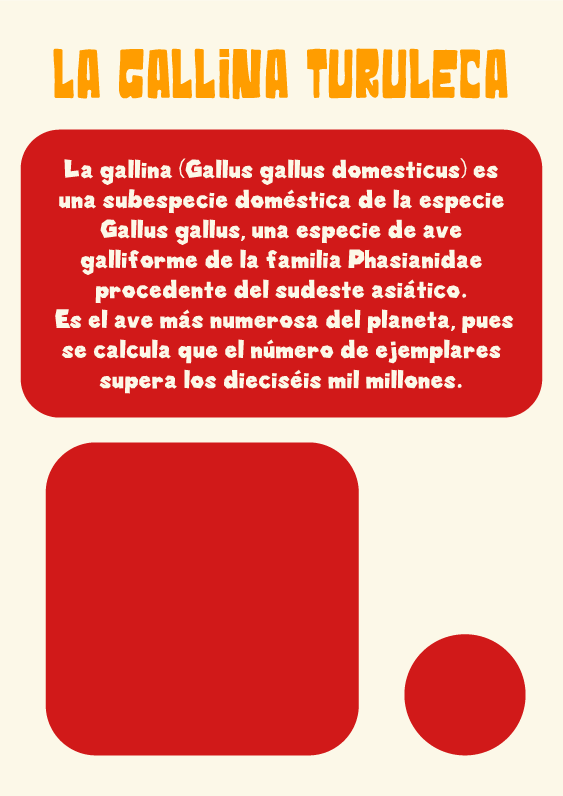 LA GALLINA TURULECA
La gallina (Gallus gallus domesticus) es
una subespecie doméstica de la especie
Gallus gallus, una especie de ave
galliforme de la familia Phasianidae
procedente del sudeste asiático.
Es el ave más numerosa del planeta, pues
se calcula que el número de ejemplares
supera los dieciséis mil millones.